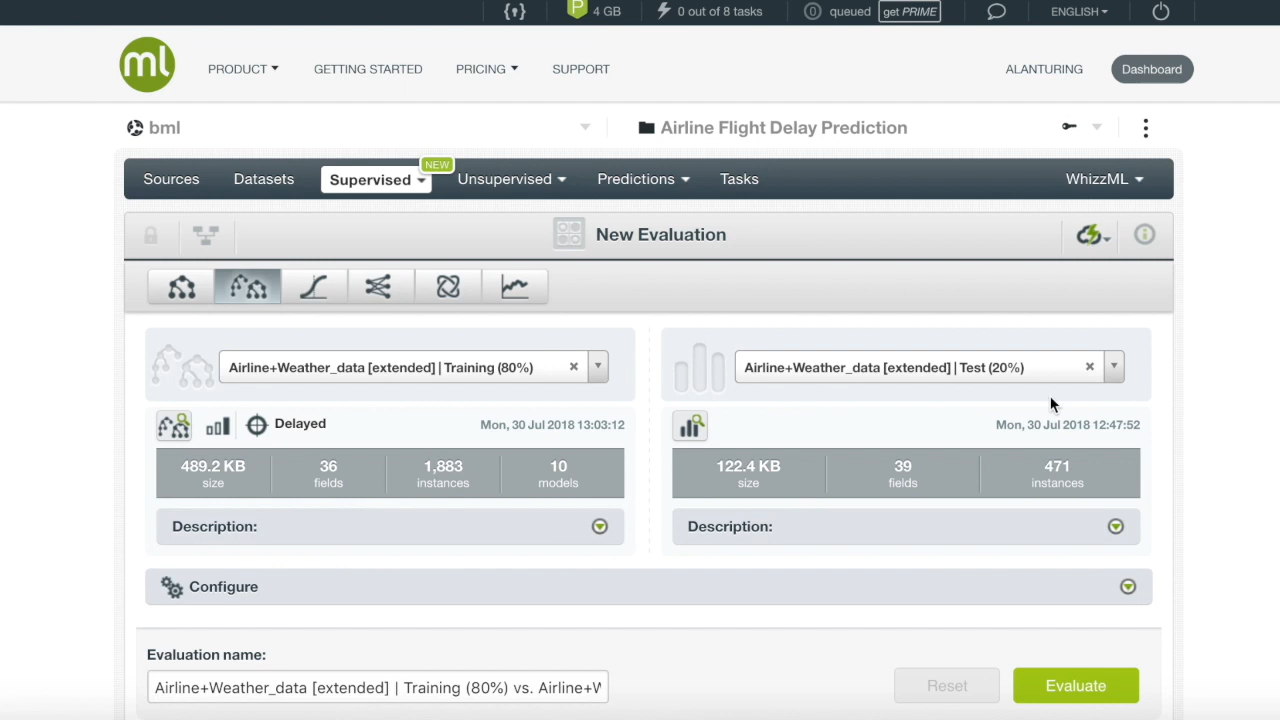 P 4 GB 0 out of 8 tasks 0 queued get PRIME ENGLISH
ml PRODUCT GETTING STARTED PRICING SUPPORT ALANTURING Dashboard
bml Airline Flight Delay Prediction
NEW
Sources Datasets Supervised Unsupervised Predictions Tasks WhizzML
New Evaluation
Airline+Weather_data [extended] | Training (80%) × Airline+Weather_data [extended] | Test (20%) ×
Delayed Mon, 30 Jul 2018 13:03:12 Mon, 30 Jul 2018 12:47:52
489.2 KB 36 1,883 10 122.4 KB 39 471
size fields instances models size fields instances
Description: Description:
Configure
Evaluation name:
Airline+Weather_data [extended] | Training (80%) vs. Airline+W
Reset Evaluate